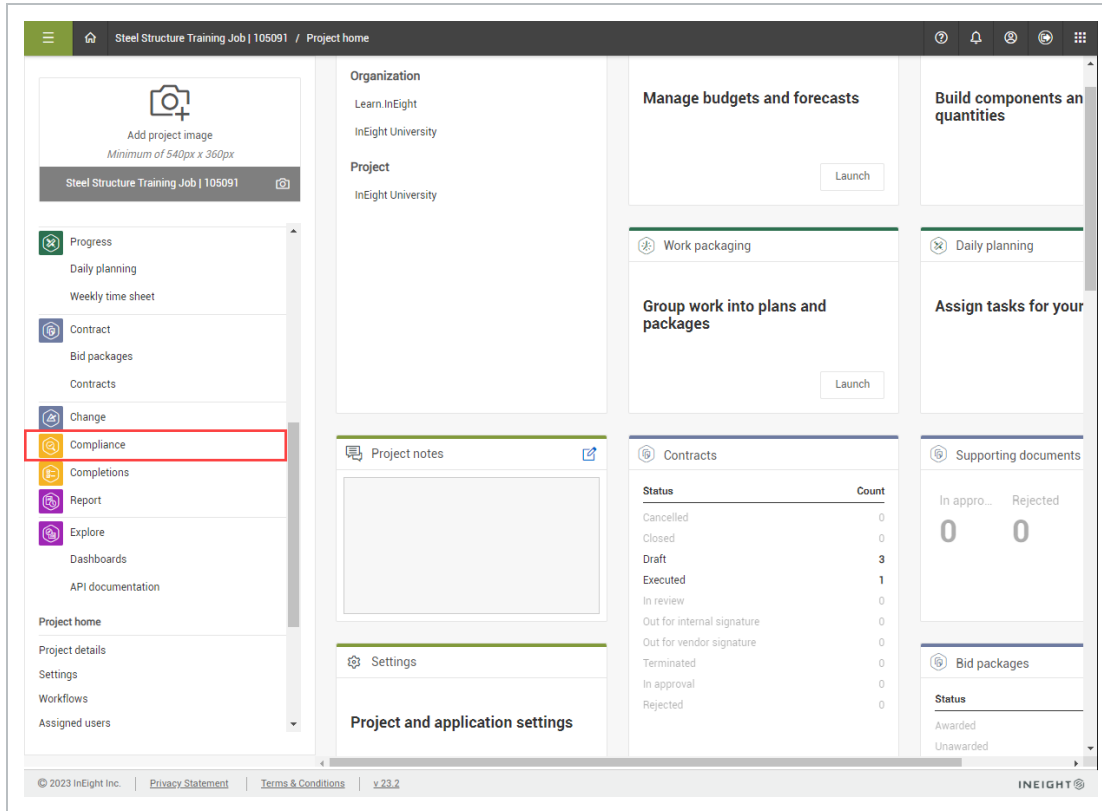 Steel Structure Training Job | 105091 / Project home
Add project image
Minimum of 540px x 360px
Steel Structure Training Job | 105091
Progress
Daily planning
Weekly time sheet
Contract
Bid packages
Contracts
Change
Compliance
Completions
Report
Explore
Dashboards
API documentation
Project home
Project details
Settings
Workflows
Assigned users
Organization
Learn.InEight
InEight University
Project
InEight University
Manage budgets and forecasts
Launch
Build components an
quantities
Work packaging
Group work into plans and
packages
Launch
Daily planning
Assign tasks for your
Project notes
Contracts
Status Count
Cancelled 0
Closed 0
Draft 3
Executed 1
In review 0
Out for internal signature 0
Out for vendor signature 0
Terminated 0
In approval 0
Rejected 0
Supporting documents
In appro... Rejected
0 0
Settings
Project and application settings
Bid packages
Status
Awarded
Unawarded
© 2023 InEight Inc. | Privacy Statement | Terms & Conditions | v 23.2
INEIGHT